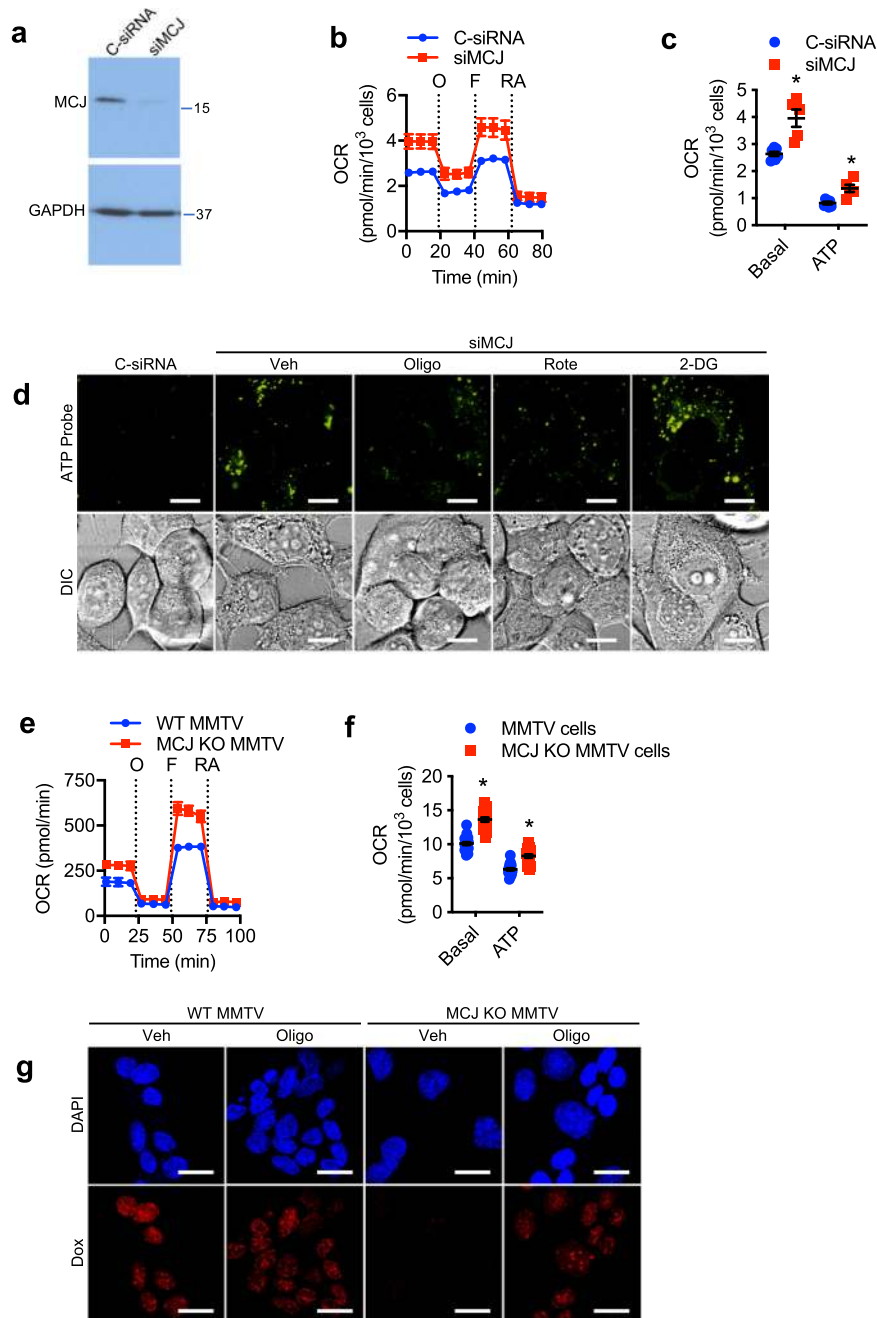 a
C-siRNA
siMCJ
MCJ
15
GAPDH
37
b
C-siRNA
siMCJ
O F RA
6
4
2
0
OCR
(pmol/min/10³ cells)
0 20 40 60 80
Time (min)
c
C-siRNA
siMCJ
*
*
5
4
3
2
1
0
OCR
(pmol/min/10³ cells)
Basal
ATP
siMCJ
C-siRNA Veh Oligo Rote 2-DG
d
ATP Probe
DIC
e
WT MMTV
MCJ KO MMTV
O F RA
750
500
250
0
OCR (pmol/min)
0 25 50 75 100
Time (min)
f
MMTV cells
MCJ KO MMTV cells
*
*
20
15
10
5
0
OCR
(pmol/min/10³ cells)
Basal
ATP
WT MMTV MCJ KO MMTV
Veh Oligo Veh Oligo
g
DAPI
Dox